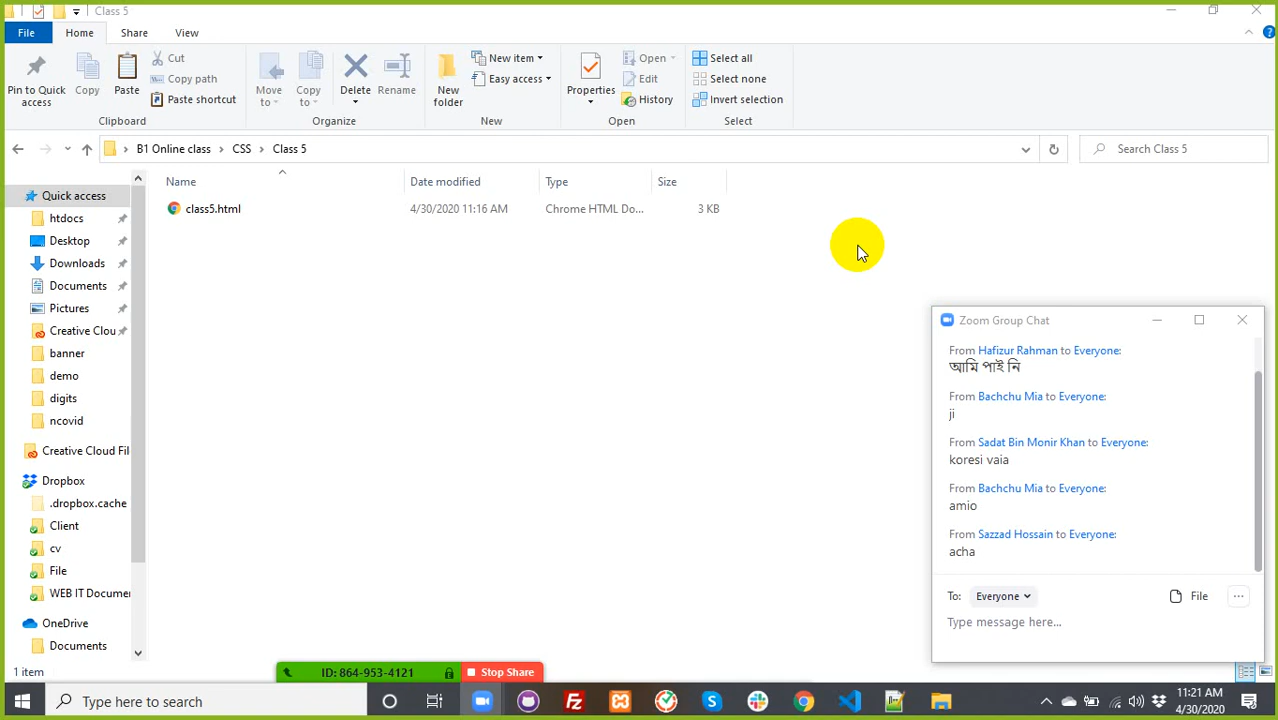 Class 5
File
Home
Share
View
Pin to Quick access
Copy
Paste
Cut
Copy path
Paste shortcut
Clipboard
Move to
Copy to
Delete
Rename
Organize
New folder
New item
Easy access
New
Properties
Open
Edit
History
Open
Select all
Select none
Invert selection
Select
B1 Online class > CSS > Class 5
Search Class 5
Name
Date modified
Type
Size
class5.html
4/30/2020 11:16 AM
Chrome HTML Do...
3 KB
Quick access
htdocs
Desktop
Downloads
Documents
Pictures
Creative Clou
banner
demo
digits
ncovid
Creative Cloud Fil
Dropbox
.dropbox.cache
Client
cv
File
WEB IT Documen
OneDrive
Documents
1 item
Zoom Group Chat
From Hafizur Rahman to Everyone:
আমি পাই নি
From Bachchu Mia to Everyone:
ji
From Sadat Bin Monir Khan to Everyone:
koresi vaia
From Bachchu Mia to Everyone:
amio
From Sazzad Hossain to Everyone:
acha
To: Everyone
File
Type message here...
ID: 864-953-4121
Stop Share
Type here to search
11:21 AM
4/30/2020